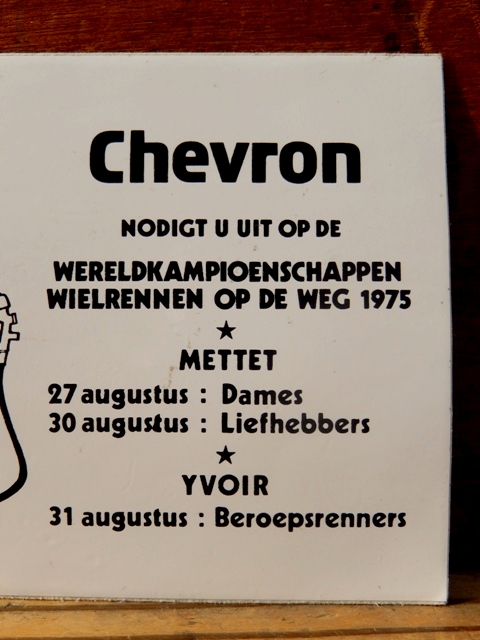 Chevron
NODIGT U UIT OP DE
WERELDKAMPIOENSCHAPPEN
WIELRENNEN OP DE WEG 1975
★
METTET
27 augustus : Dames
30 augustus : Liefhebbers
★
YVOIR
31 augustus : Beroepsrenners